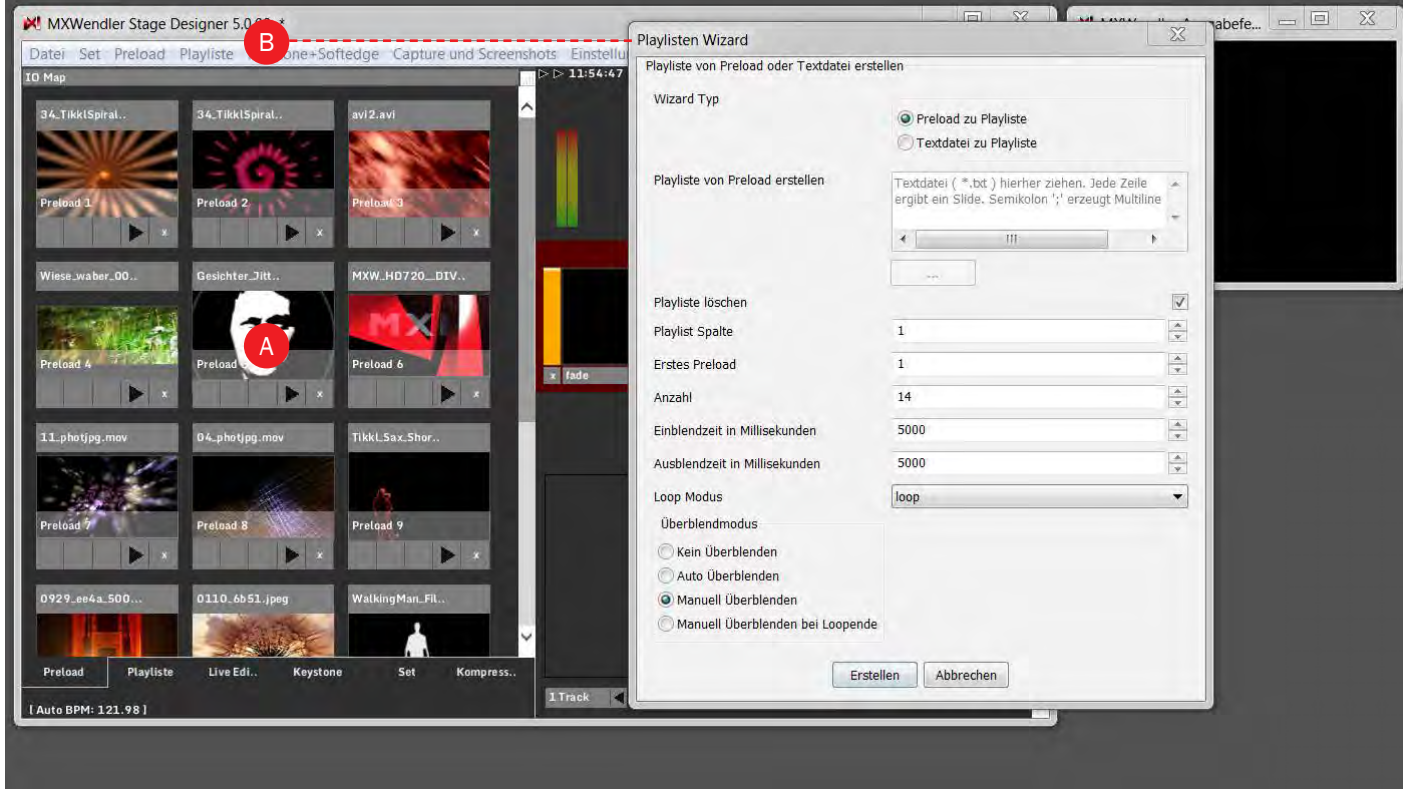 MXWendler Stage Designer 5.0
Datei Set Preload Playliste one+Softedge Capture und Screenshots Einstellu
B
IO Map
11:54:47
34_TikklSpiral..
34_TikklSpiral..
avi2.avi
Preload 1
Preload 2
Preload 3
x
x
x
Wiese_waber_00..
Gesichter_Jitt..
MXW_HD720__DIV..
MX
Preload 4
Preload
A
Preload 6
x
x
x
x fade
11_photjpg.mov
04_photjpg.mov
Tikkl_Sax_Shor..
Preload 7
Preload 8
Preload 9
x
x
x
0929_ee4a_500...
0110_6b51.jpeg
WalkingMan_Fil..
Preload Playliste Live Edi.. Keystone Set Kompress..
1 Track
[ Auto BPM: 121.98 ]
Playlisten Wizard
Playliste von Preload oder Textdatei erstellen
Wizard Typ
Preload zu Playliste
Textdatei zu Playliste
Playliste von Preload erstellen
Textdatei ( *.txt ) hierher ziehen. Jede Zeile
ergibt ein Slide. Semikolon ';' erzeugt Multiline
...
Playliste löschen
Playlist Spalte 1
Erstes Preload 1
Anzahl 14
Einblendzeit in Millisekunden 5000
Ausblendzeit in Millisekunden 5000
Loop Modus loop
Überblendmodus
Kein Überblenden
Auto Überblenden
Manuell Überblenden
Manuell Überblenden bei Loopende
Erstellen Abbrechen
abefe...